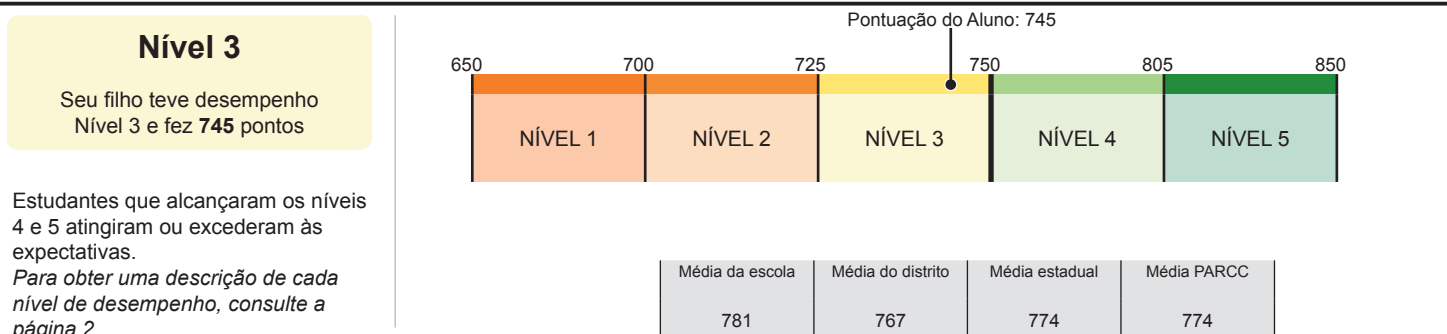 Nível 3
Seu filho teve desempenho
Nível 3 e fez 745 pontos
Estudantes que alcançaram os níveis
4 e 5 atingiram ou excederam às
expectativas.
Para obter uma descrição de cada
nível de desempenho, consulte a
página 2
Pontuação do Aluno: 745
650 700 725 750 805 850
NÍVEL 1 NÍVEL 2 NÍVEL 3 NÍVEL 4 NÍVEL 5
Média da escola Média do distrito Média estadual Média PARCC
781 767 774 774